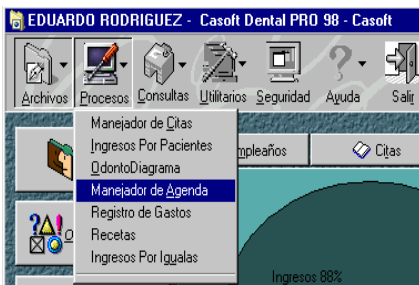 EDUARDO RODRIGUEZ - Casoft Dental PRO 98 - Casoft
Archivos Procesos Consultas Utilitarios Seguridad Ayuda Salir
Manejador de Citas
Ingresos Por Pacientes
mpleaños Citas
OdontoDiagrama
Manejador de Agenda
Registro de Gastos
Recetas
Ingresos Por Igualas
Ingresos 88%